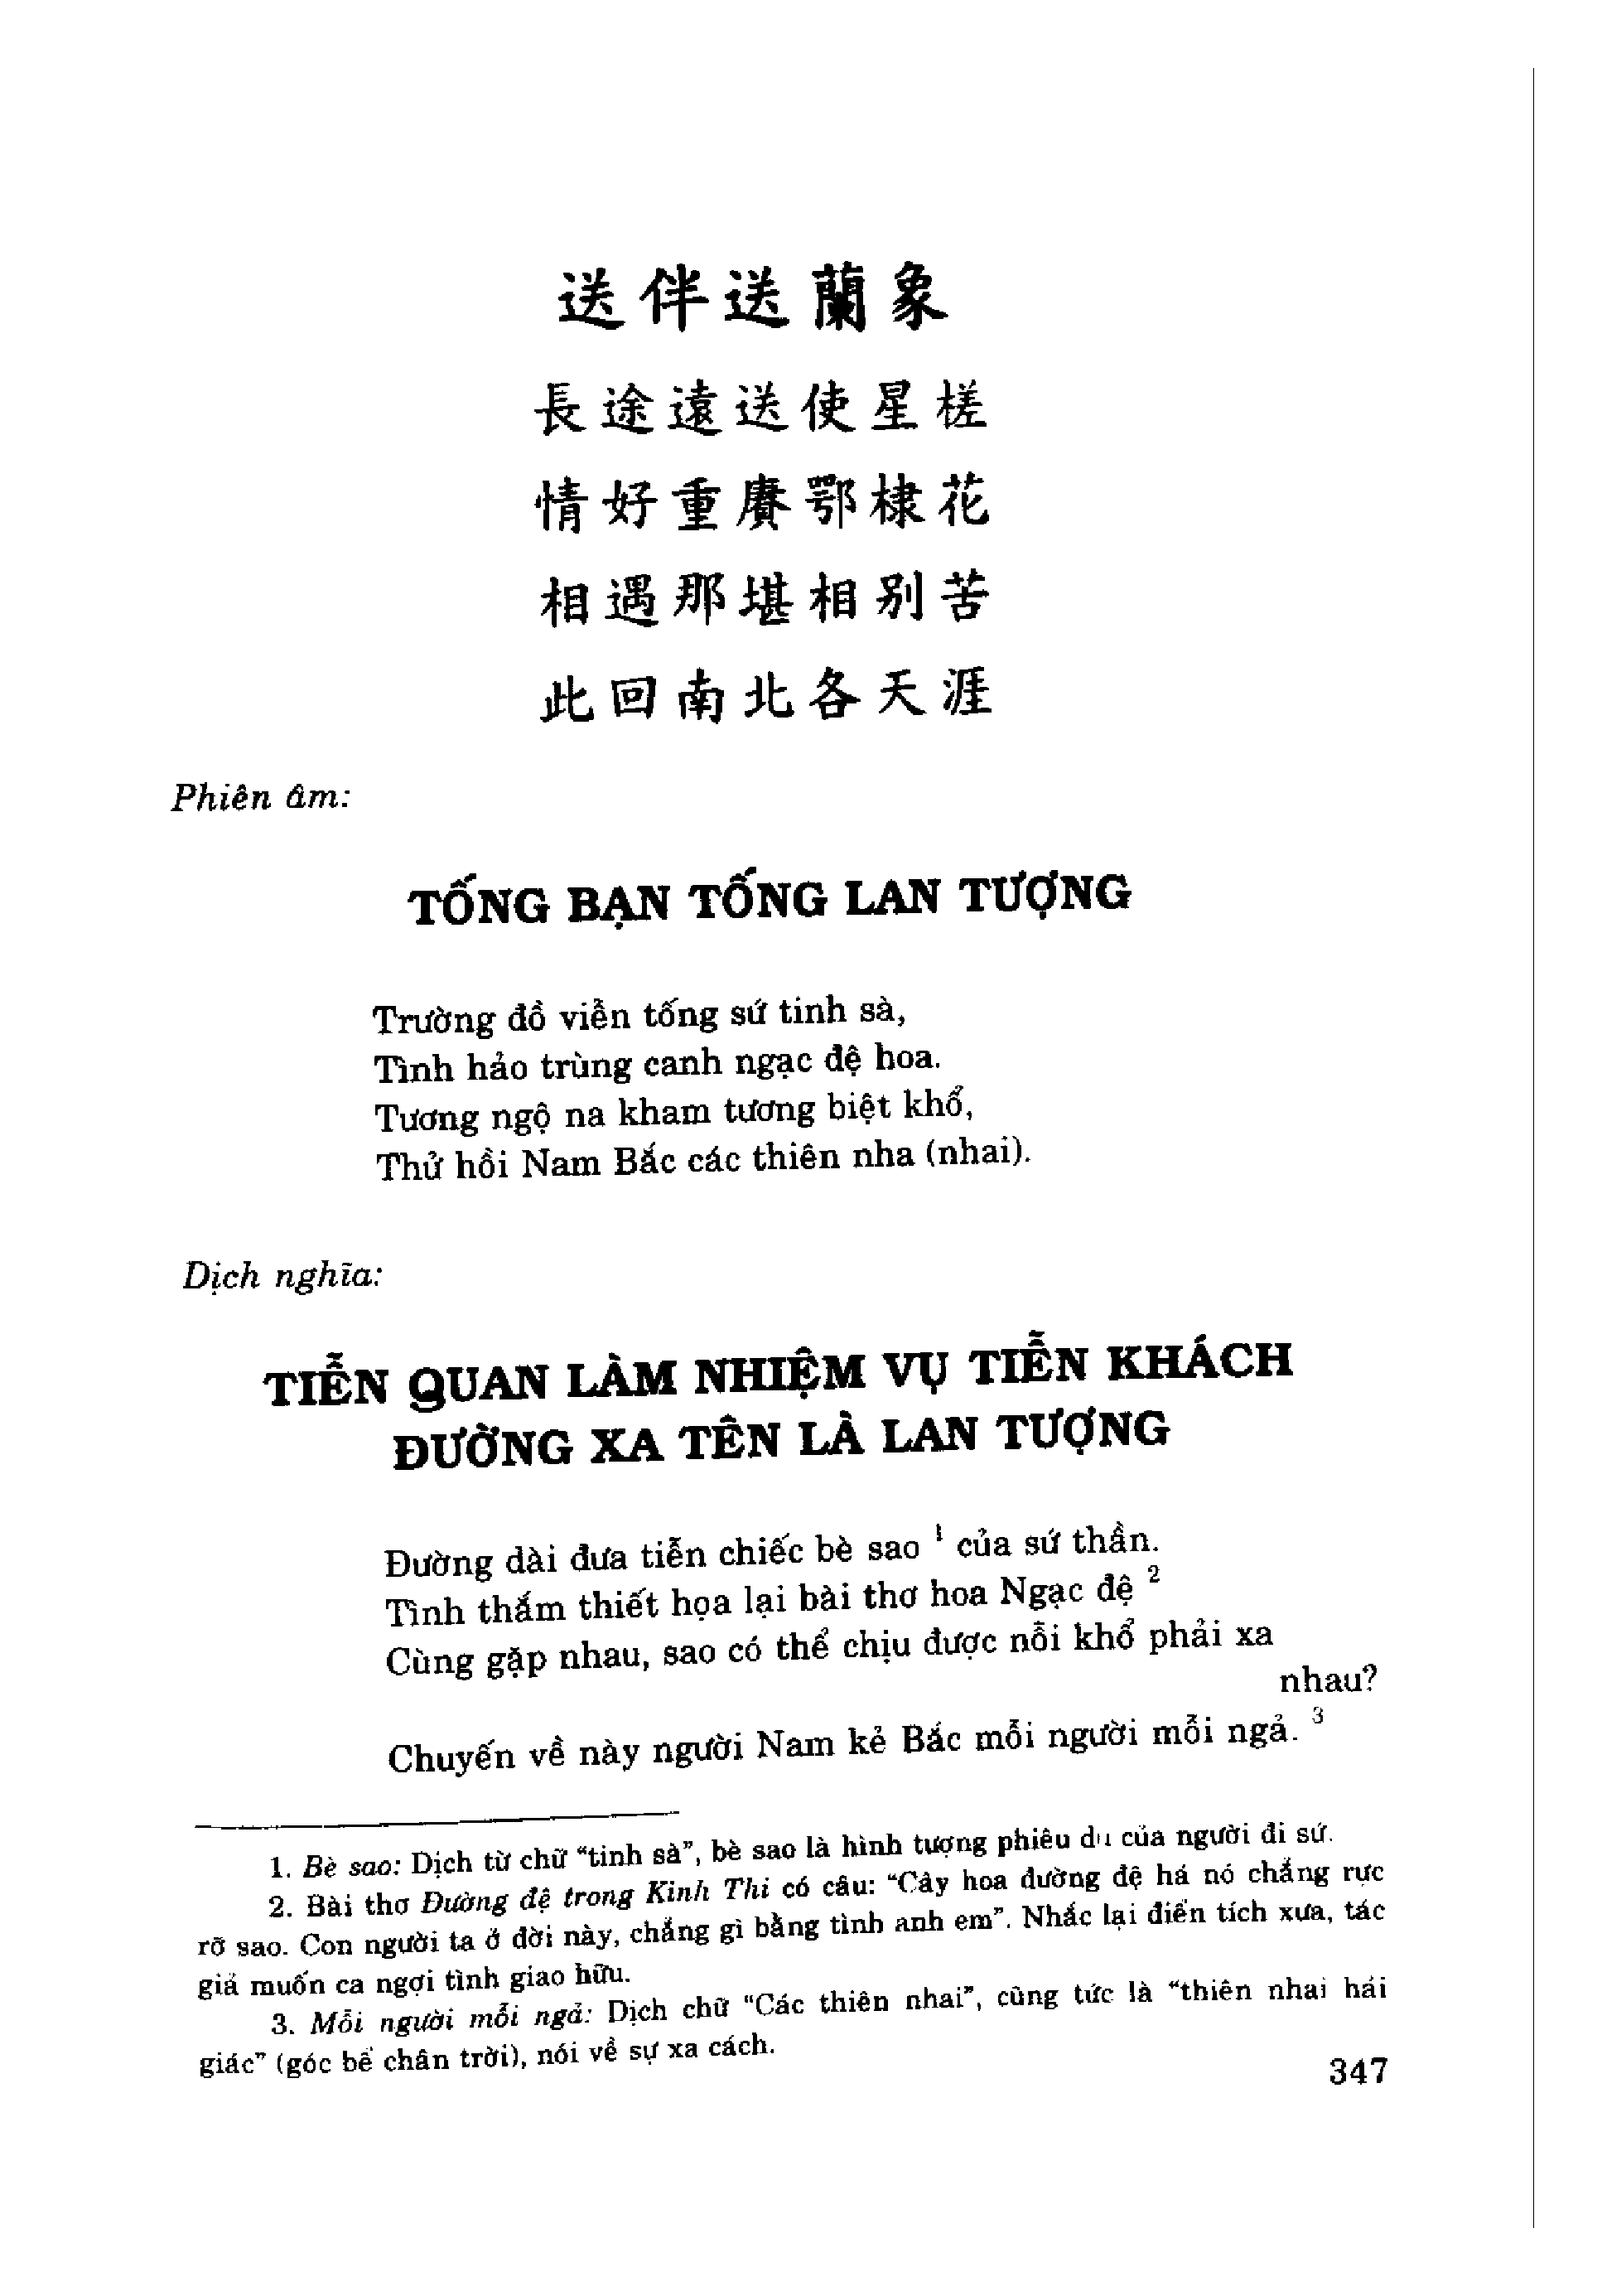 送伴送蘭象
長途遠送使星槎
情好重賡鄂棣花
相遇那堪相别苦
此回南北各天涯
Phiên âm:
TỐNG BẠN TỐNG LAN TƯỢNG
Trường đồ viễn tống sứ tinh sà,
Tình hảo trùng canh ngạc đệ hoa.
Tương ngộ na kham tương biệt khổ,
Thử hồi Nam Bắc các thiên nha (nhai).
Dịch nghĩa:
TIỄN QUAN LÀM NHIỆM VỤ TIỄN KHÁCH
ĐƯỜNG XA TÊN LÀ LAN TƯỢNG
Đường dài đưa tiễn chiếc bè sao ¹ của sứ thần.
Tình thắm thiết họa lại bài thơ hoa Ngạc đệ ²
Cùng gặp nhau, sao có thể chịu được nỗi khổ phải xa
nhau?
Chuyến về này người Nam kẻ Bắc mỗi người mỗi ngả. ³
1. Bè sao: Dịch từ chữ “tinh sà”, bè sao là hình tượng phiêu du của người đi sứ.
2. Bài thơ Đường đệ trong Kinh Thi có câu: “Cây hoa đường đệ há nó chẳng rực
rỡ sao. Con người ta ở đời này, chẳng gì bằng tình anh em”. Nhắc lại điển tích xưa, tác
giả muốn ca ngợi tình giao hữu.
3. Mỗi người mỗi ngả: Dịch chữ “Các thiên nhai”, cũng tức là “thiên nhai hải
giác” (góc bể chân trời), nói về sự xa cách.
347